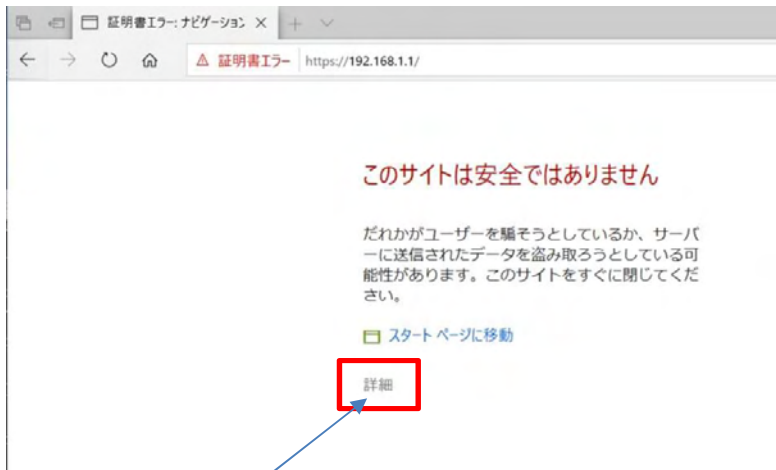 証明書エラー: ナビゲーション
証明書エラー https://192.168.1.1/
このサイトは安全ではありません
だれかがユーザーを騙そうとしているか、サーバ
ーに送信されたデータを盗み取ろうとしている可
能性があります。このサイトをすぐに閉じてくだ
さい。
スタート ページに移動
詳細